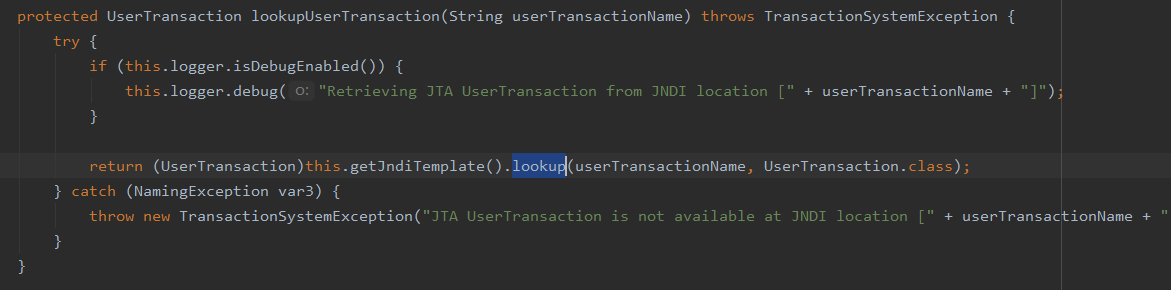 protected UserTransaction lookupUserTransaction(String userTransactionName) throws TransactionSystemException {
try {
if (this.logger.isDebugEnabled()) {
this.logger.debug( o: "Retrieving JTA UserTransaction from JNDI location [" + userTransactionName + "]");
}
return (UserTransaction)this.getJndiTemplate().lookup(userTransactionName, UserTransaction.class);
} catch (NamingException var3) {
throw new TransactionSystemException("JTA UserTransaction is not available at JNDI location [" + userTransactionName + "
}
}